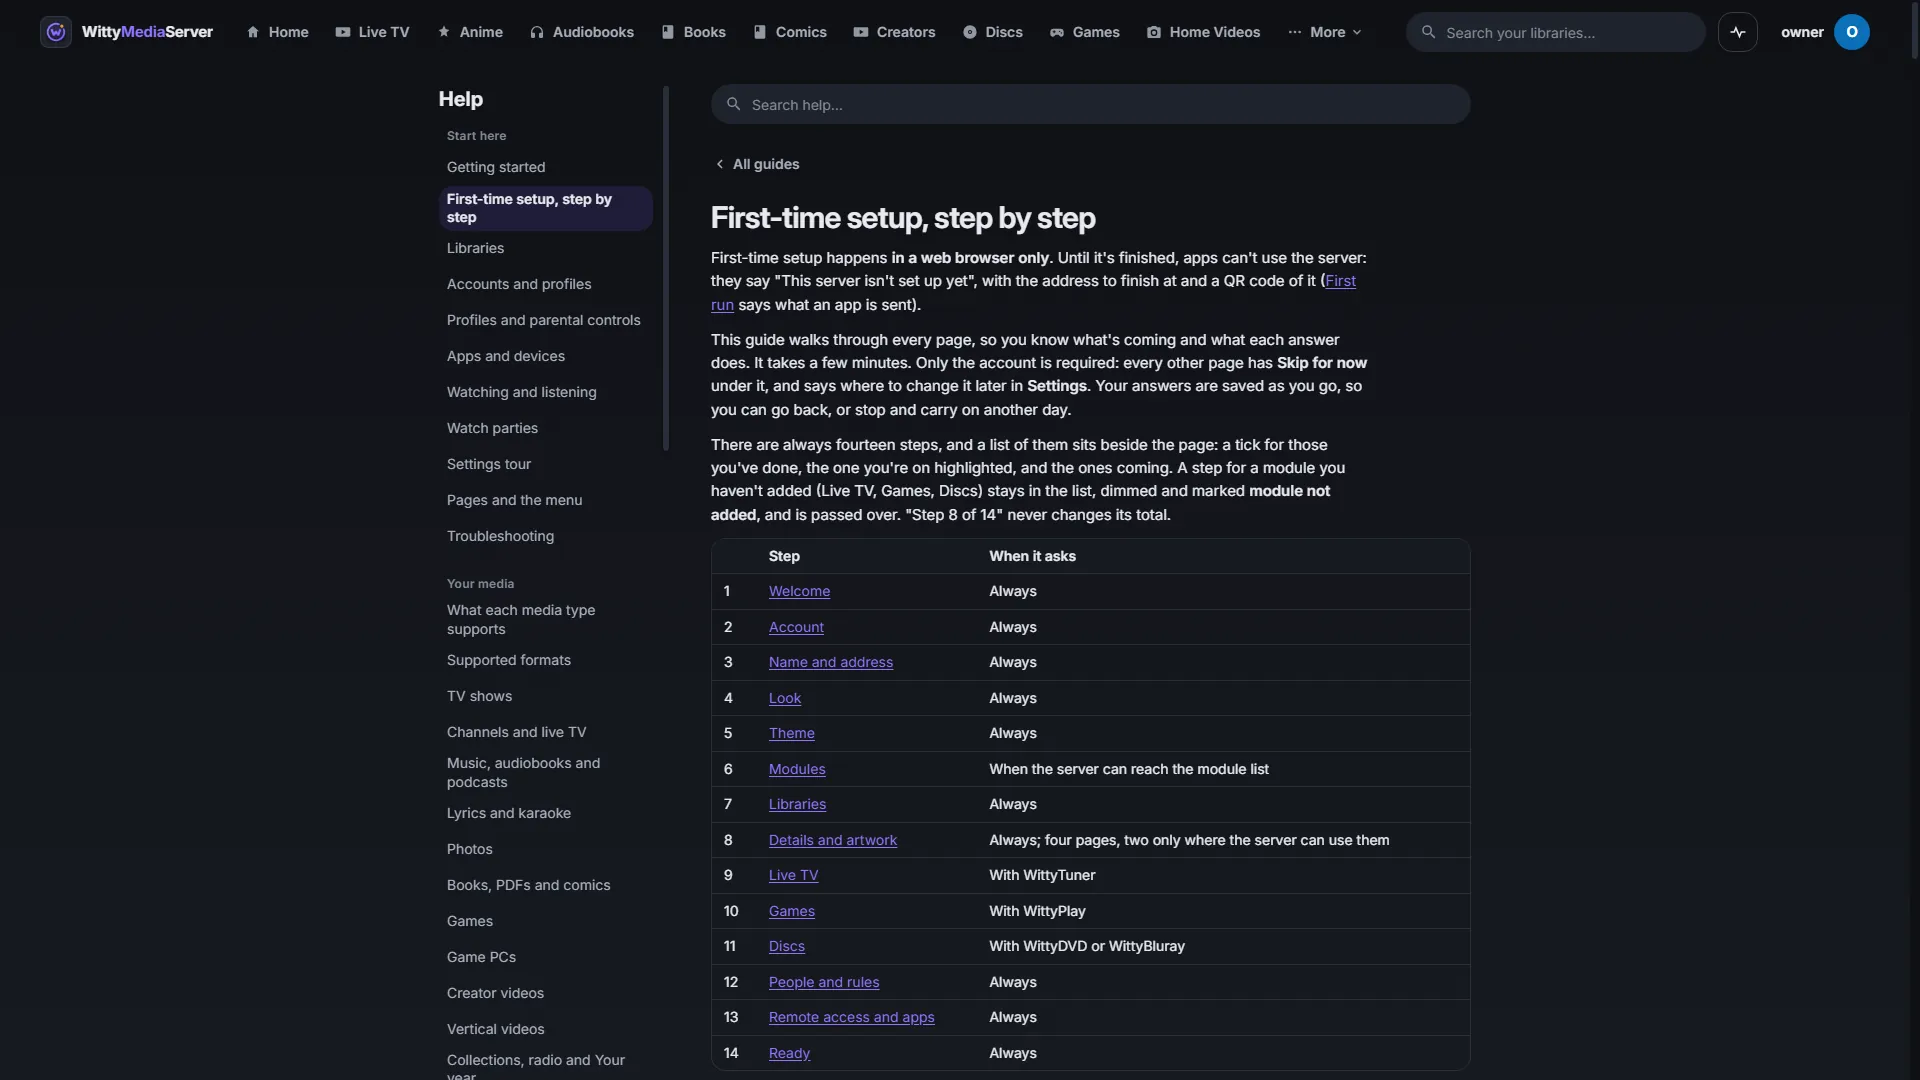 WittyMediaServer
Home
Live TV
Anime
Audiobooks
Books
Comics
Creators
Discs
Games
Home Videos
More
Search your libraries...
owner
O
Help
Start here
Getting started
First-time setup, step by
step
Libraries
Accounts and profiles
Profiles and parental controls
Apps and devices
Watching and listening
Watch parties
Settings tour
Pages and the menu
Troubleshooting
Your media
What each media type
supports
Supported formats
TV shows
Channels and live TV
Music, audiobooks and
podcasts
Lyrics and karaoke
Photos
Books, PDFs and comics
Games
Game PCs
Creator videos
Vertical videos
Collections, radio and Your
year
Search help...
All guides
First-time setup, step by step
First-time setup happens in a web browser only. Until it's finished, apps can't use the server:
they say "This server isn't set up yet", with the address to finish at and a QR code of it (First
run says what an app is sent).
This guide walks through every page, so you know what's coming and what each answer
does. It takes a few minutes. Only the account is required: every other page has Skip for now
under it, and says where to change it later in Settings. Your answers are saved as you go, so
you can go back, or stop and carry on another day.
There are always fourteen steps, and a list of them sits beside the page: a tick for those
you've done, the one you're on highlighted, and the ones coming. A step for a module you
haven't added (Live TV, Games, Discs) stays in the list, dimmed and marked module not
added, and is passed over. "Step 8 of 14" never changes its total.
Step When it asks
1 Welcome Always
2 Account Always
3 Name and address Always
4 Look Always
5 Theme Always
6 Modules When the server can reach the module list
7 Libraries Always
8 Details and artwork Always; four pages, two only where the server can use them
9 Live TV With WittyTuner
10 Games With WittyPlay
11 Discs With WittyDVD or WittyBluray
12 People and rules Always
13 Remote access and apps Always
14 Ready Always